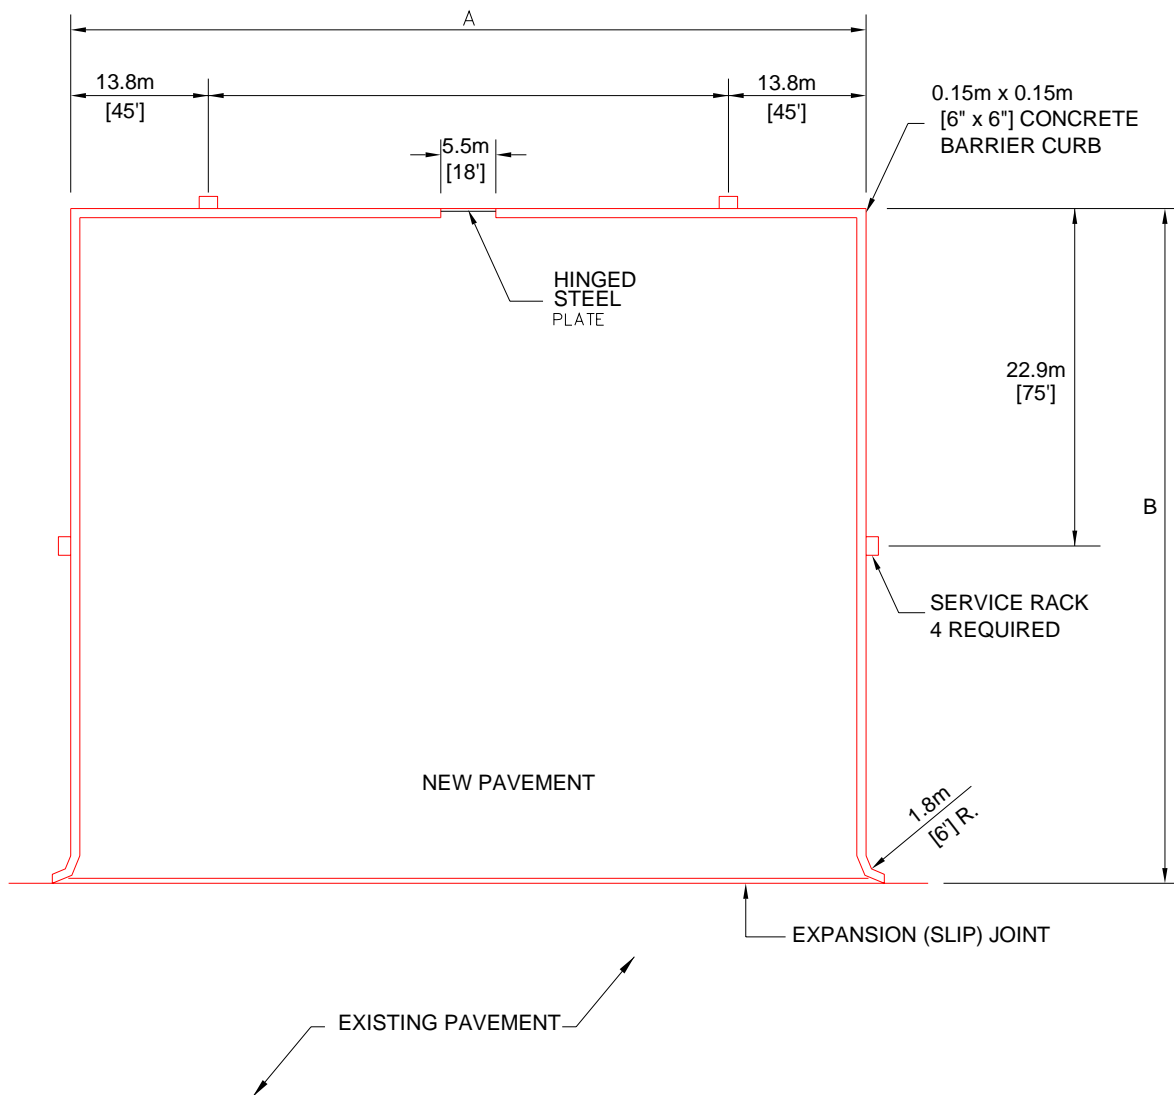 A
13.8m
[45']
13.8m
[45']
0.15m x 0.15m
[6" x 6"] CONCRETE
BARRIER CURB
5.5m
[18']
HINGED
STEEL
PLATE
22.9m
[75']
B
SERVICE RACK
4 REQUIRED
NEW PAVEMENT
1.8m
[6'] R.
EXPANSION (SLIP) JOINT
EXISTING PAVEMENT